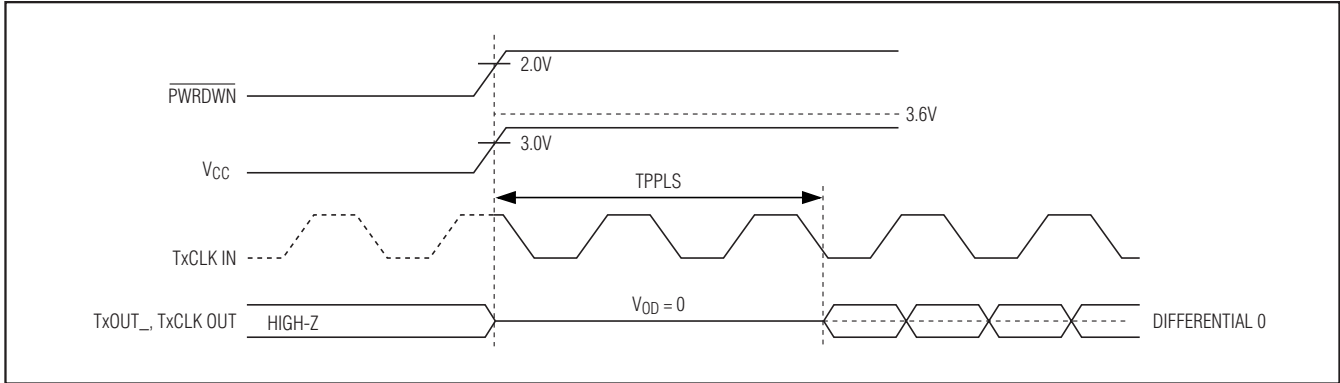 2.0V
PWRDWN
3.6V
3.0V
VCC
TPPLS
TxCLK IN
VOD = 0
TxOUT_, TxCLK OUT
HIGH-Z
DIFFERENTIAL 0